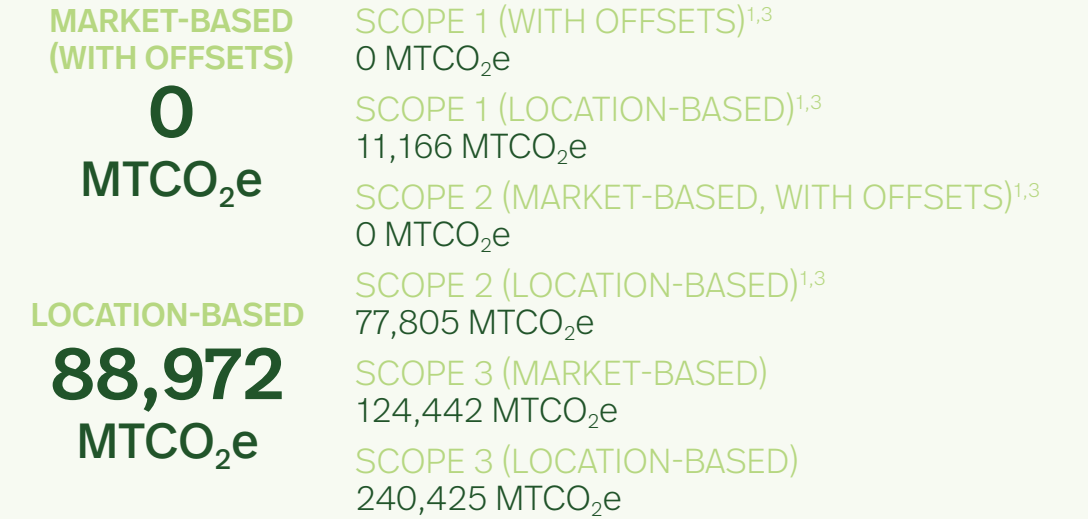 MARKET-BASED
(WITH OFFSETS)
0
MTCO₂e
LOCATION-BASED
88,972
MTCO₂e
SCOPE 1 (WITH OFFSETS)¹,³
0 MTCO₂e
SCOPE 1 (LOCATION-BASED)¹,³
11,166 MTCO₂e
SCOPE 2 (MARKET-BASED, WITH OFFSETS)¹,³
0 MTCO₂e
SCOPE 2 (LOCATION-BASED)¹,³
77,805 MTCO₂e
SCOPE 3 (MARKET-BASED)
124,442 MTCO₂e
SCOPE 3 (LOCATION-BASED)
240,425 MTCO₂e